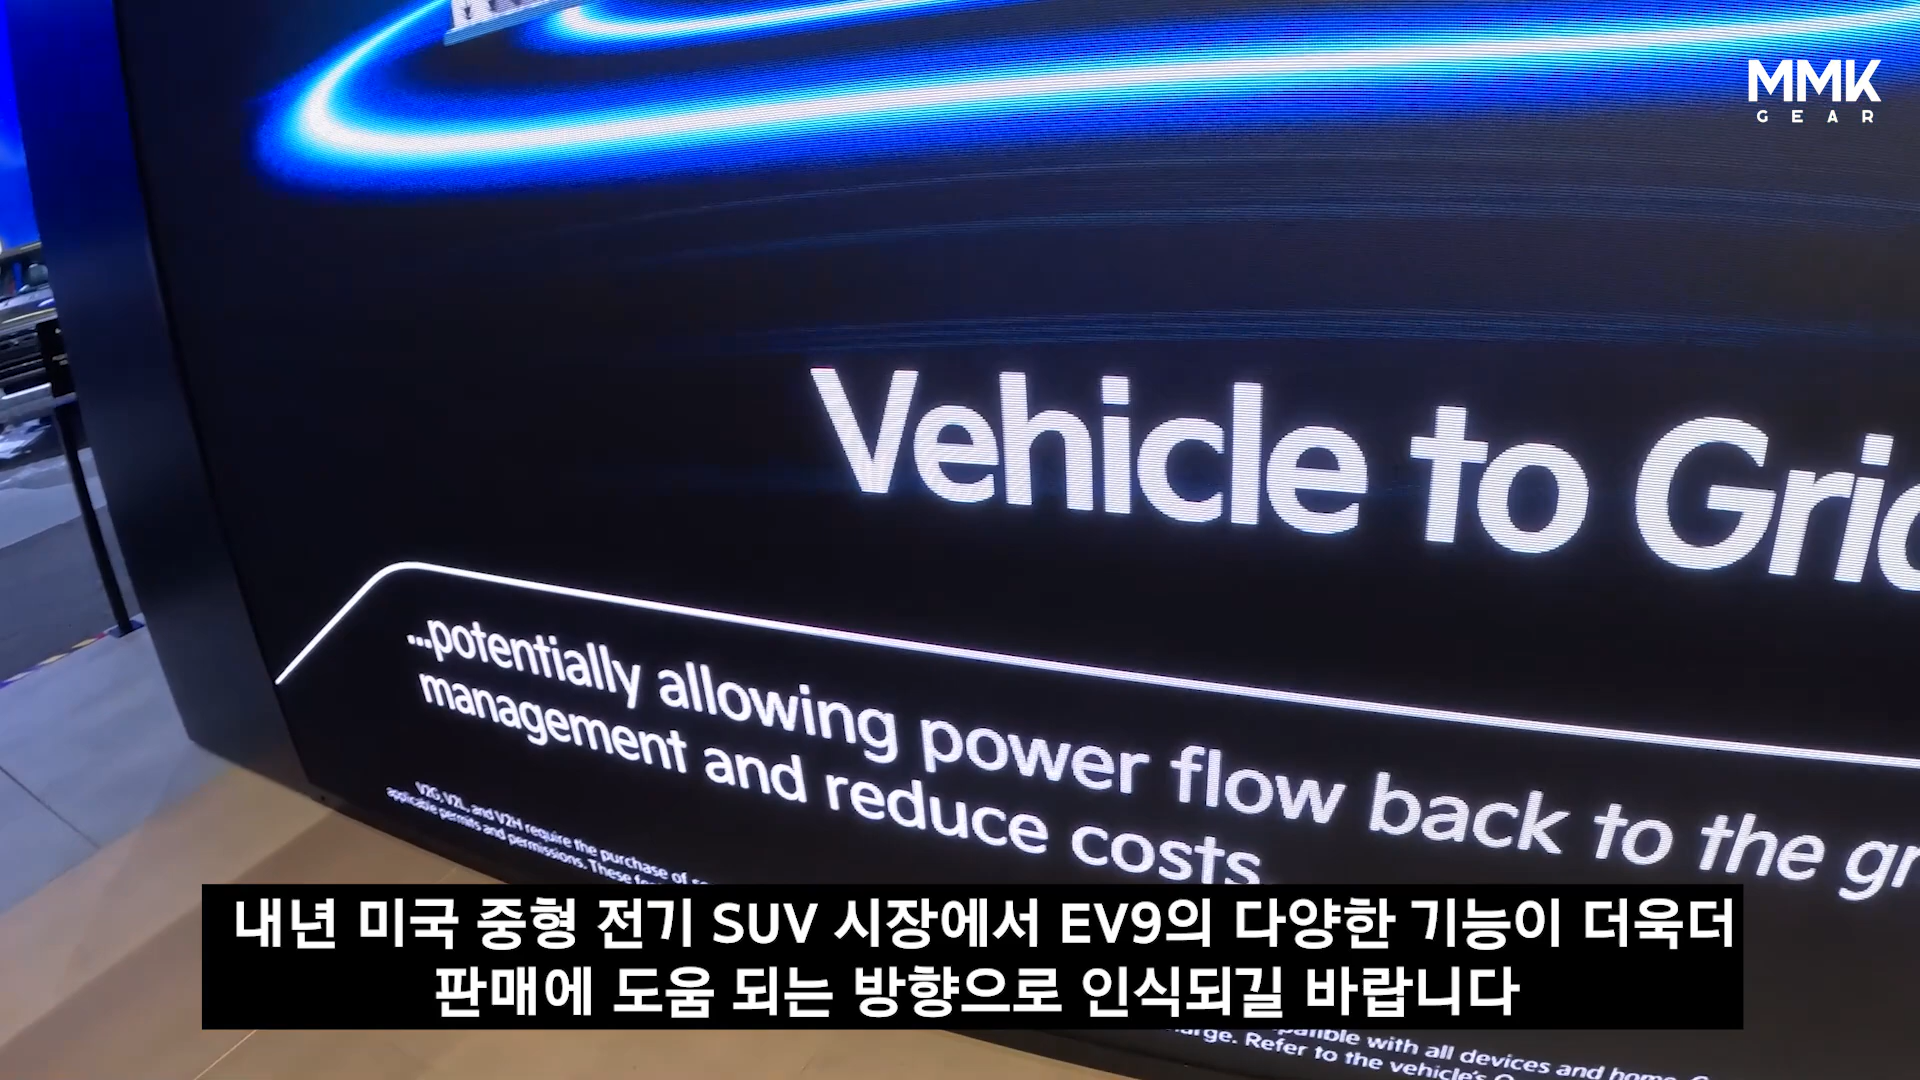 MMK
GEAR
Vehicle to
...potentially allowing power flow back to the
management and reduce costs.
V2G, V2L, and V2H require the purchase of
applicable permits and permissions. These
내년 미국 중형 전기 SUV 시장에서 EV9의 다양한 기능이 더욱더
판매에 도움 되는 방향으로 인식되길 바랍니다
with all devices and home.
Refer to the vehicle's